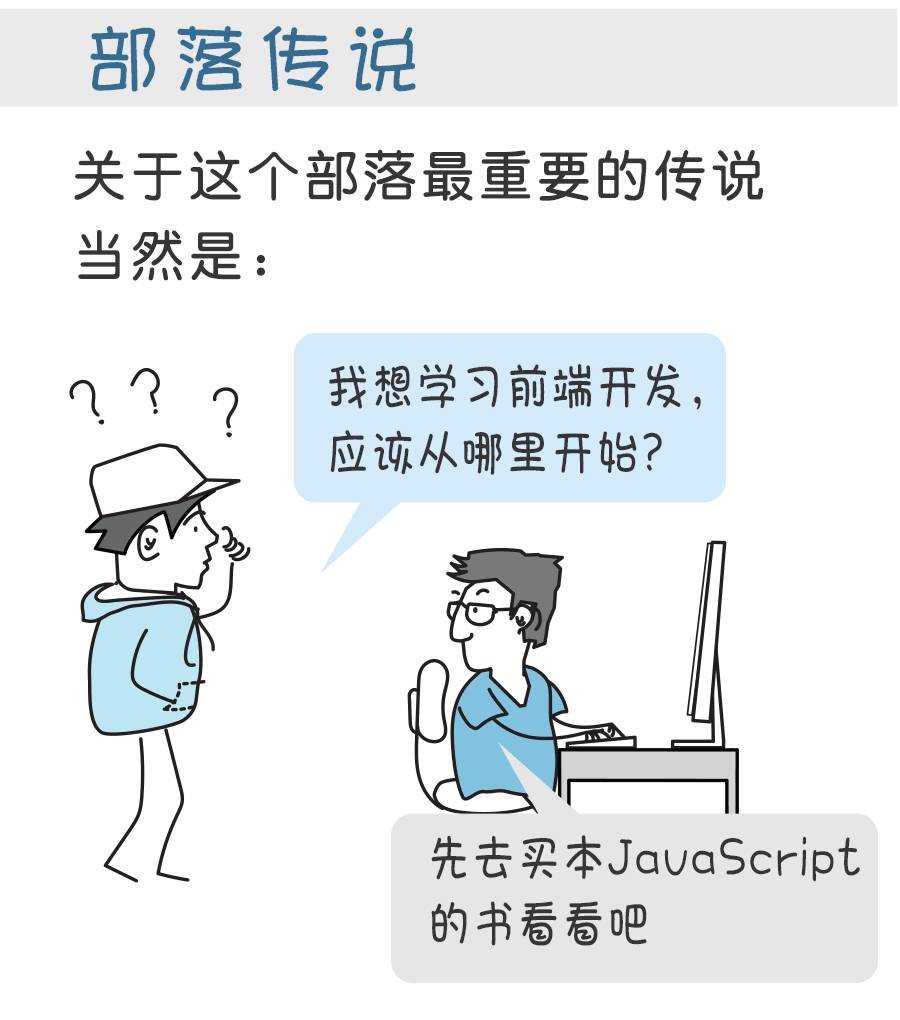 部落传说
关于这个部落最重要的传说
当然是：
我想学习前端开发，
应该从哪里开始？
先去买本JavaScript
的书看看吧